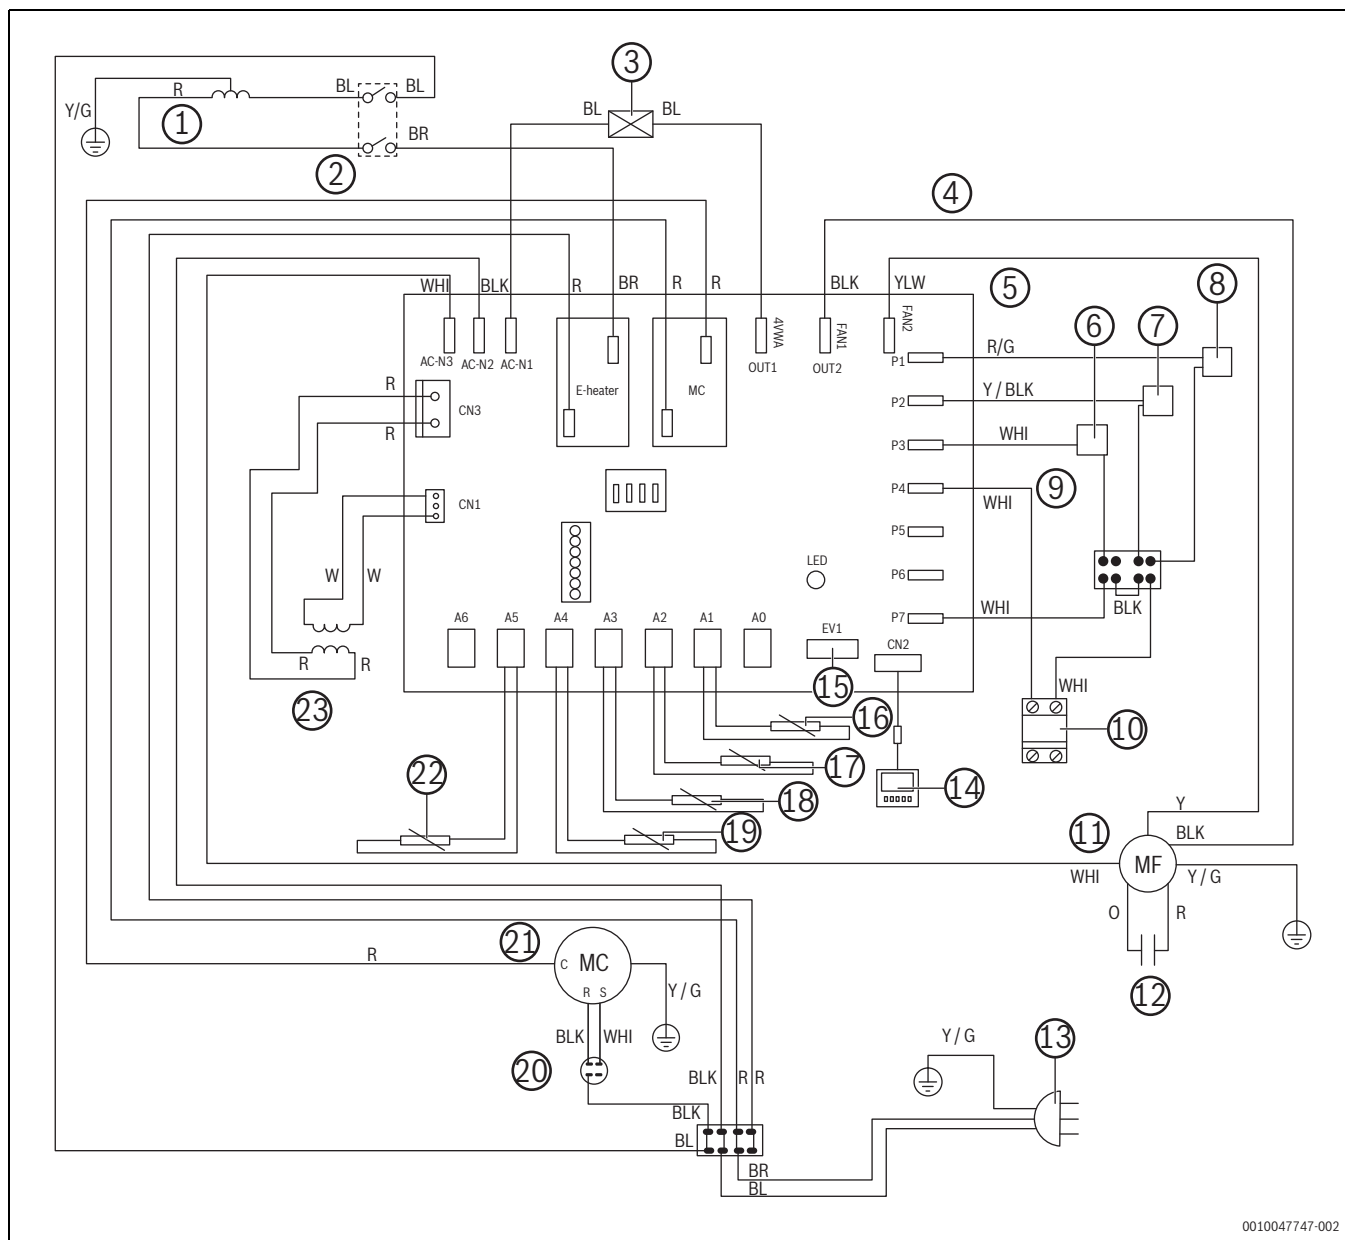 3
R
BL
BL
BL
BL
Y/G
1
BR
2
4
WHI
BLK
R
BR
R
R
BLK
YLW
5
8
6
7
AC-N3
AC-N2
AC-N1
4VWA
OUT1
FAN1
OUT2
FAN2
P1
R/G
R
CN3
E-heater
MC
P2
Y / BLK
R
P3
WHI
P4
WHI
9
CN1
P5
LED
W
W
P6
A6
A5
A4
A3
A2
A1
A0
EV1
P7
WHI
BLK
CN2
R
R
15
WHI
23
16
10
17
22
18
14
19
Y
11
BLK
MF
WHI
Y / G
O
R
21
R
C
MC
R
S
Y / G
12
BLK
WHI
Y / G
13
20
BLK
R
R
BLK
BL
BR
BL
0010047747-002